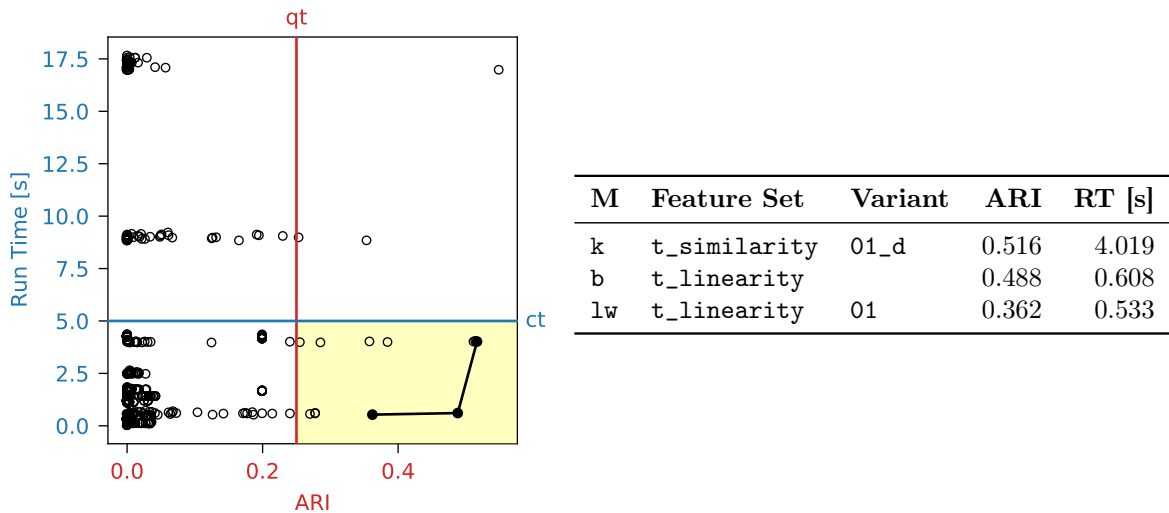 qt
17.5
15.0
12.5
10.0
7.5
5.0
2.5
0.0
Run Time [s]
ct
0.0 0.2 0.4
ARI
M Feature Set Variant ARI RT [s]
k t_similarity 01_d 0.516 4.019
b t_linearity 0.488 0.608
lw t_linearity 01 0.362 0.533